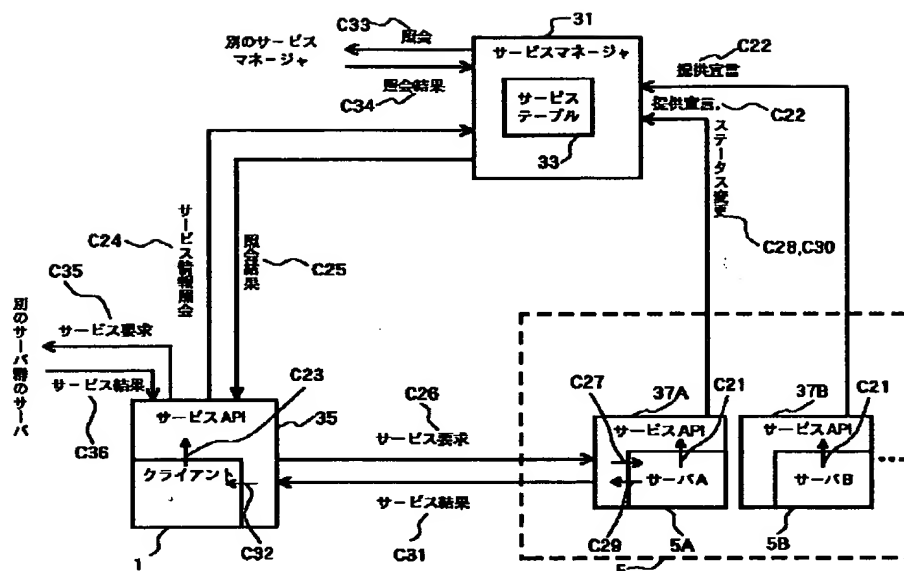 C33
照会
別のサービス
マネージャ
照会結果
C34
31
サービスマネージャ
サービス
テーブル
33
C22
提供宣言
提供宣言
C22
ステータス変更
C28,C30
C24
サービス情報照会
照会結果
C25
C35
サービス要求
別のサーバ群のサーバ
サービス結果
C36
C23
サービスAPI
35
クライアント
1
C32
C26
サービス要求
サービス結果
C31
37A
C27
サービスAPI
C21
サーバA
C29
5A
37B
サービスAPI
C21
サーバB
5B